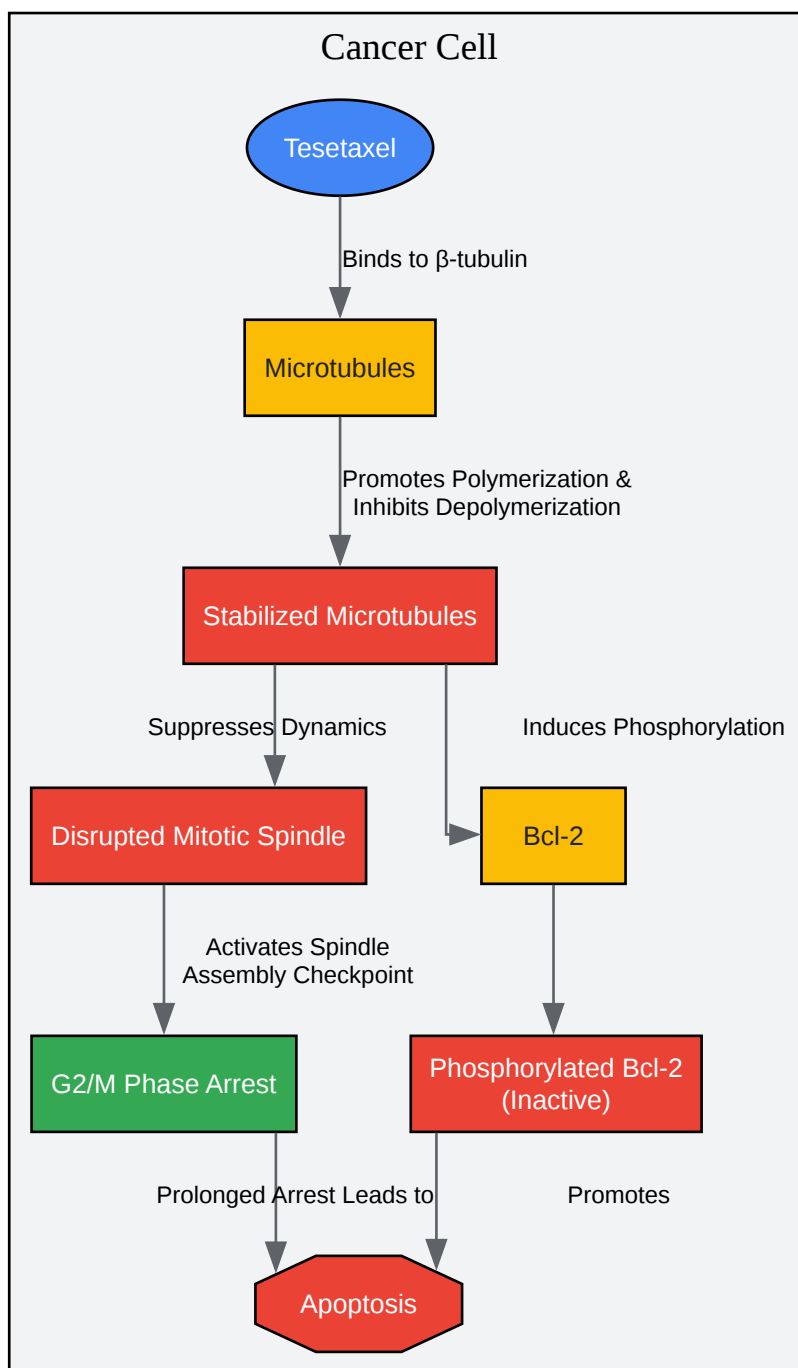 Cancer Cell
Tesetaxel
Binds to β-tubulin
Microtubules
Promotes Polymerization &
Inhibits Depolymerization
Stabilized Microtubules
Suppresses Dynamics
Induces Phosphorylation
Disrupted Mitotic Spindle
Bcl-2
Activates Spindle
Assembly Checkpoint
G2/M Phase Arrest
Phosphorylated Bcl-2
(Inactive)
Prolonged Arrest Leads to
Promotes
Apoptosis